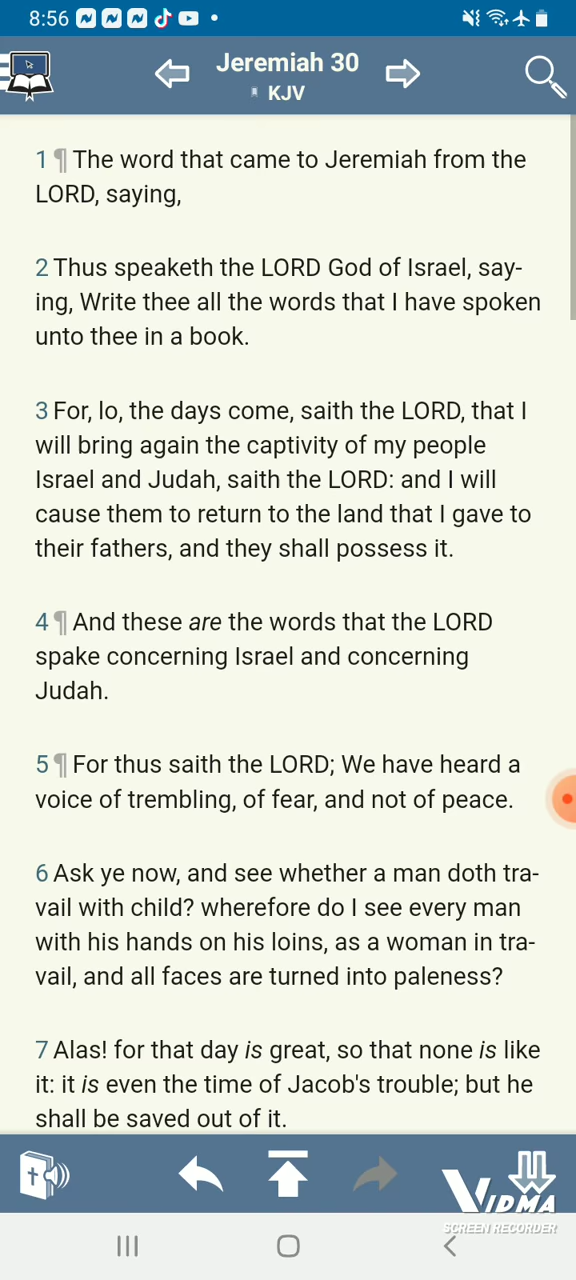 8:56
Jeremiah 30
KJV
1 ¶ The word that came to Jeremiah from the
LORD, saying,
2 Thus speaketh the LORD God of Israel, say-
ing, Write thee all the words that I have spoken
unto thee in a book.
3 For, lo, the days come, saith the LORD, that I
will bring again the captivity of my people
Israel and Judah, saith the LORD: and I will
cause them to return to the land that I gave to
their fathers, and they shall possess it.
4 ¶ And these are the words that the LORD
spake concerning Israel and concerning
Judah.
5 ¶ For thus saith the LORD; We have heard a
voice of trembling, of fear, and not of peace.
6 Ask ye now, and see whether a man doth tra-
vail with child? wherefore do I see every man
with his hands on his loins, as a woman in tra-
vail, and all faces are turned into paleness?
7 Alas! for that day is great, so that none is like
it: it is even the time of Jacob's trouble; but he
shall be saved out of it.
VIDMA
SCREEN RECORDER